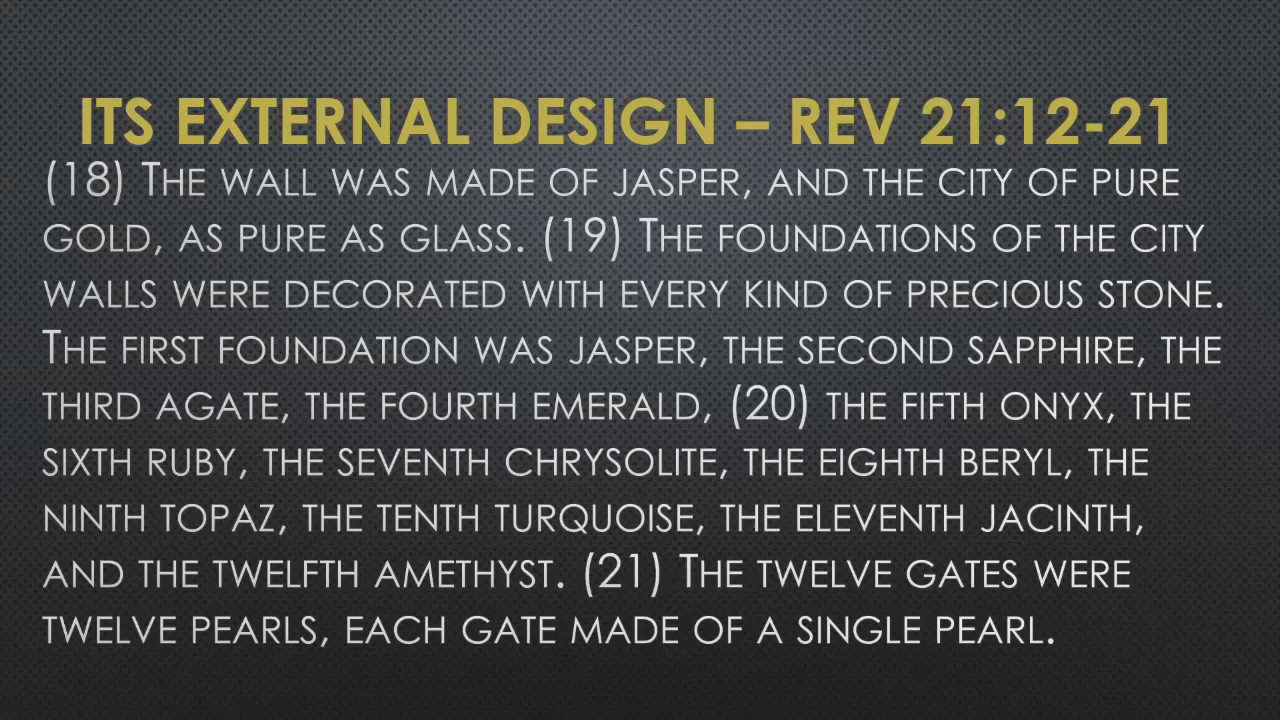 ITS EXTERNAL DESIGN – REV 21:12-21
(18) The wall was made of jasper, and the city of pure
gold, as pure as glass. (19) The foundations of the city
walls were decorated with every kind of precious stone.
The first foundation was jasper, the second sapphire, the
third agate, the fourth emerald, (20) the fifth onyx, the
sixth ruby, the seventh chrysolite, the eighth beryl, the
ninth topaz, the tenth turquoise, the eleventh jacinth,
and the twelfth amethyst. (21) The twelve gates were
twelve pearls, each gate made of a single pearl.